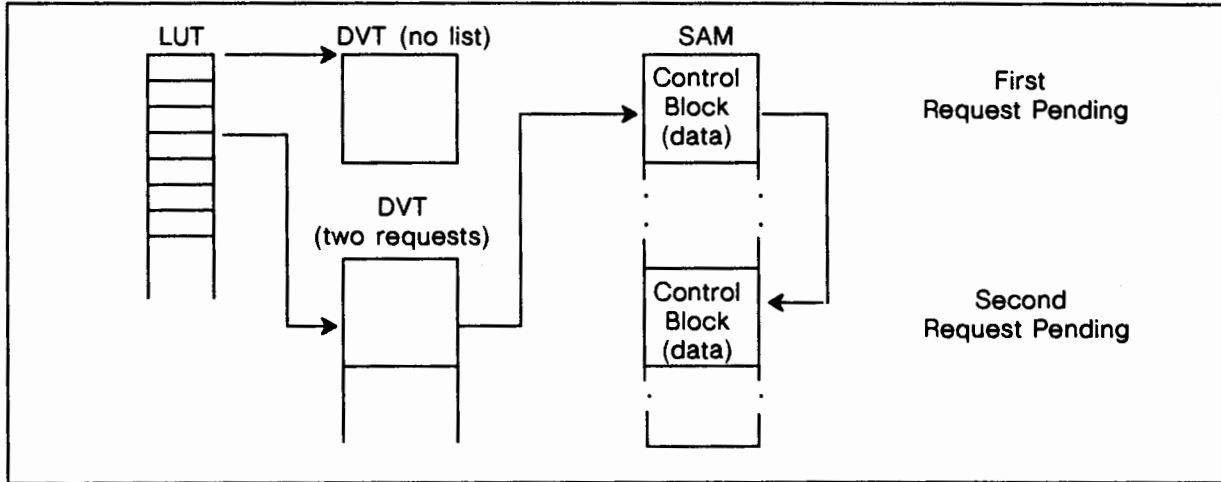 LUT
DVT (no list)
SAM
Control
Block
(data)
First
Request Pending
DVT
(two requests)
Control
Block
(data)
Second
Request Pending